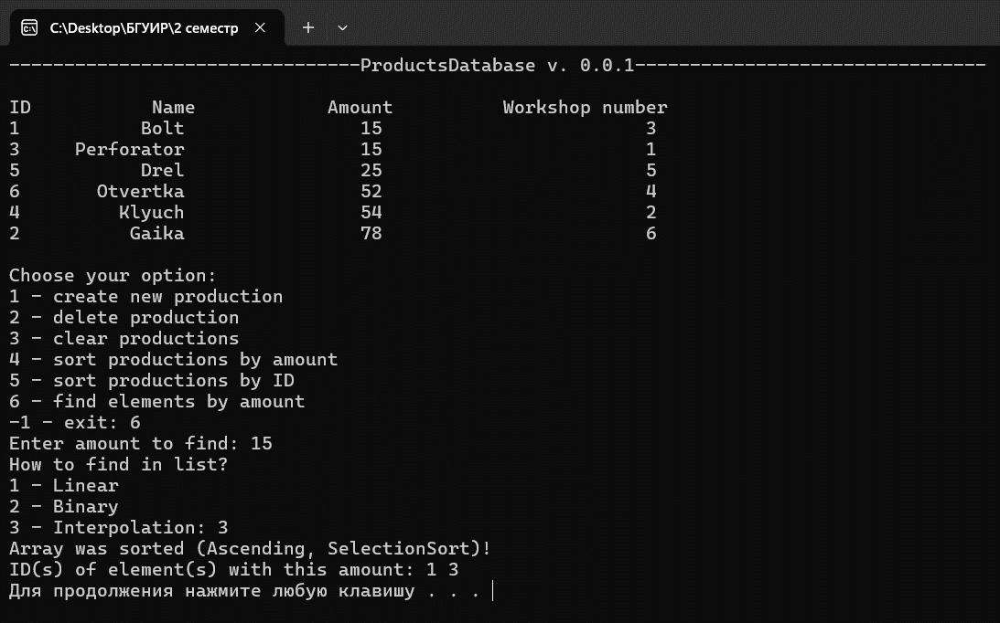 C:\Desktop\БГУИР\2 семестр
--------------------------------ProductsDatabase v. 0.0.1--------------------------------
ID Name Amount Workshop number
1 Bolt 15 3
3 Perforator 15 1
5 Drel 25 5
6 Otvertka 52 4
4 Klyuch 54 2
2 Gaika 78 6
Choose your option:
1 - create new production
2 - delete production
3 - clear productions
4 - sort productions by amount
5 - sort productions by ID
6 - find elements by amount
-1 - exit: 6
Enter amount to find: 15
How to find in list?
1 - Linear
2 - Binary
3 - Interpolation: 3
Array was sorted (Ascending, SelectionSort)!
ID(s) of element(s) with this amount: 1 3
Для продолжения нажмите любую клавишу . . .